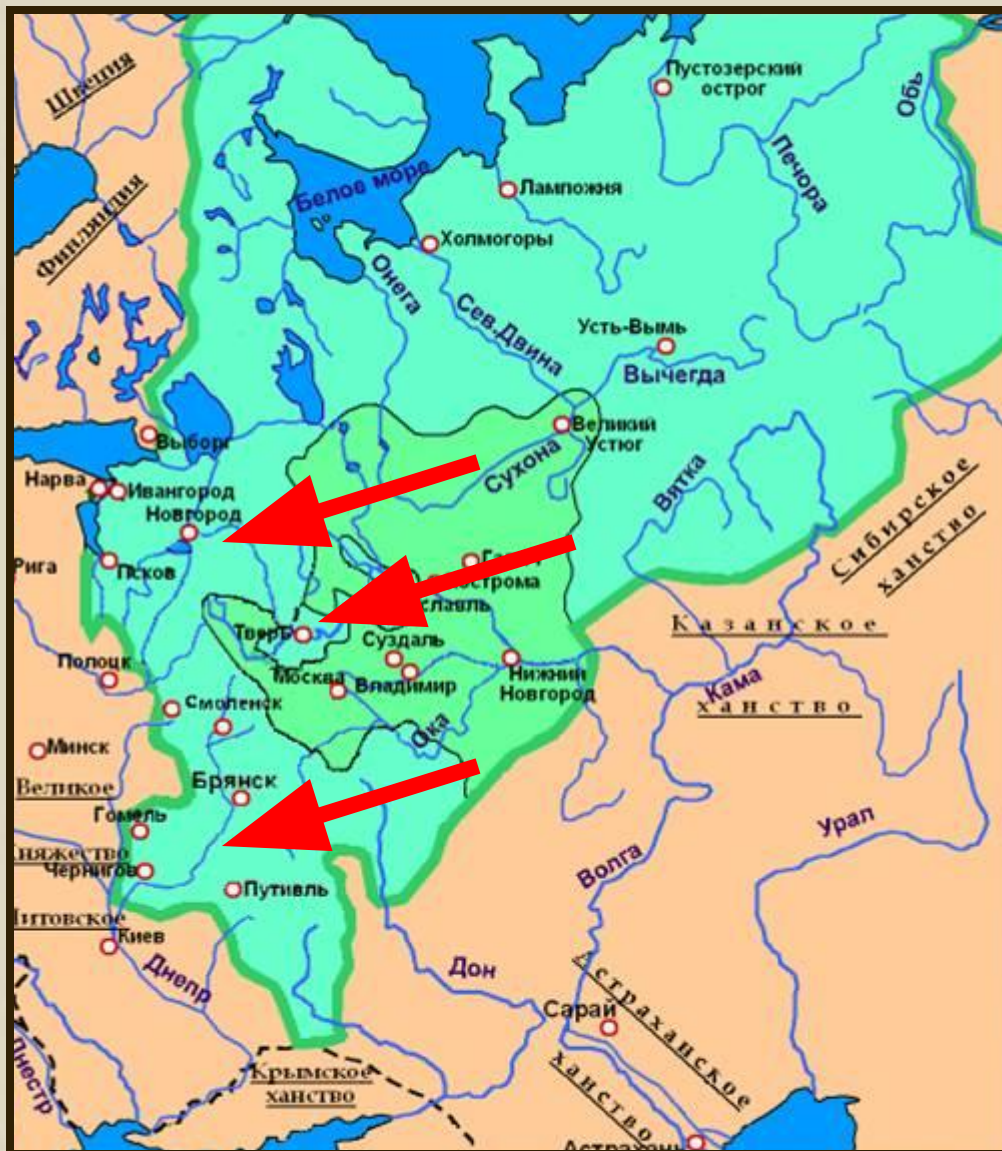 Швеция
Финляндия
Пустозерский
острог
Обь
Печора
Белое море
Лампожня
Холмогоры
Онега
Сев.Двина
Усть-Вымь
Вычегда
Великий
Устюг
Сухона
Вятка
Выборг
Нарва
Ивангород
Новгород
Псков
Рига
Сибирское
ханство
Казанское
ханство
Кама
острома
славль
Тверь
Суздаль
Москва
Владимир
Нижний
Новгород
Ока
Полоцк
Смоленск
Минск
Великое
Брянск
Гомель
Княжество
Чернигов
Путивль
Литовское
Киев
Днепр
Днестр
Дон
Волга
Урал
Сарай
Астраханское
ханство
Крымское
ханство
Астрахань